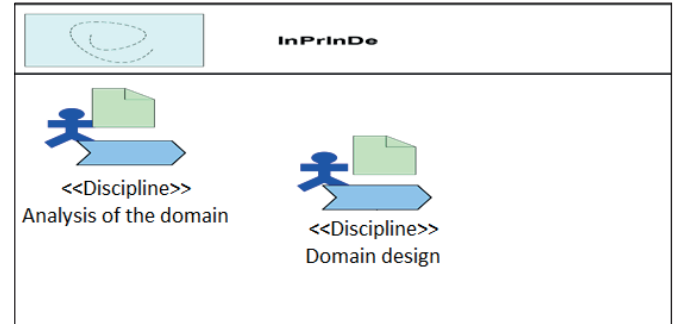 InPrInDe
<<Discipline>>
Analysis of the domain
<<Discipline>>
Domain design